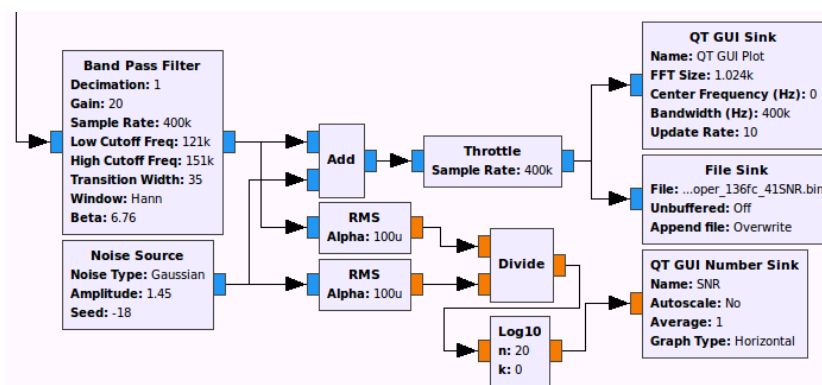 Band Pass Filter
Decimation: 1
Gain: 20
Sample Rate: 400k
Low Cutoff Freq: 121k
High Cutoff Freq: 151k
Transition Width: 35
Window: Hann
Beta: 6.76
Noise Source
Noise Type: Gaussian
Amplitude: 1.45
Seed: -18
Add
RMS
Alpha: 100u
RMS
Alpha: 100u
Throttle
Sample Rate: 400k
Divide
Log10
n: 20
k: 0
QT GUI Sink
Name: QT GUI Plot
FFT Size: 1.024k
Center Frequency (Hz): 0
Bandwidth (Hz): 400k
Update Rate: 10
File Sink
File: ...oper_136fc_41SNR.bin
Unbuffered: Off
Append file: Overwrite
QT GUI Number Sink
Name: SNR
Autoscale: No
Average: 1
Graph Type: Horizontal